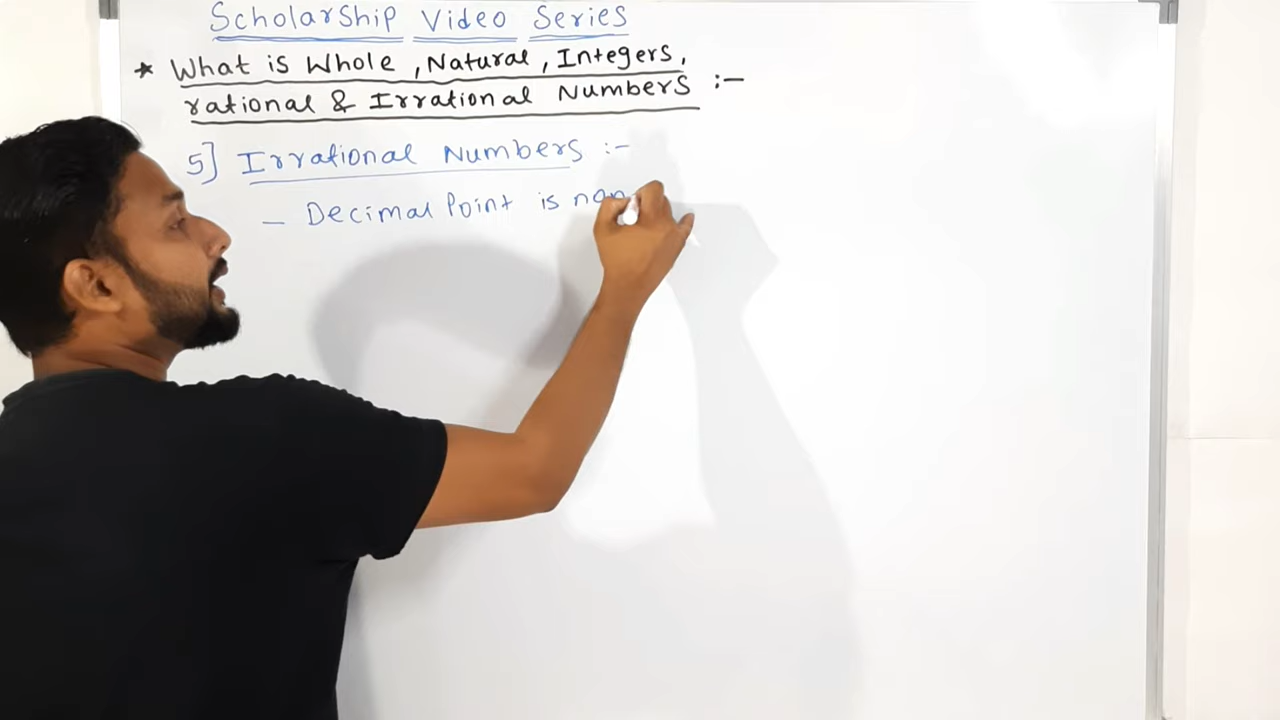 Scholarship Video Series
★ What is Whole, Natural, Integers,
rational & Irrational Numbers :-
5] Irrational Numbers :-
- Decimal Point is non